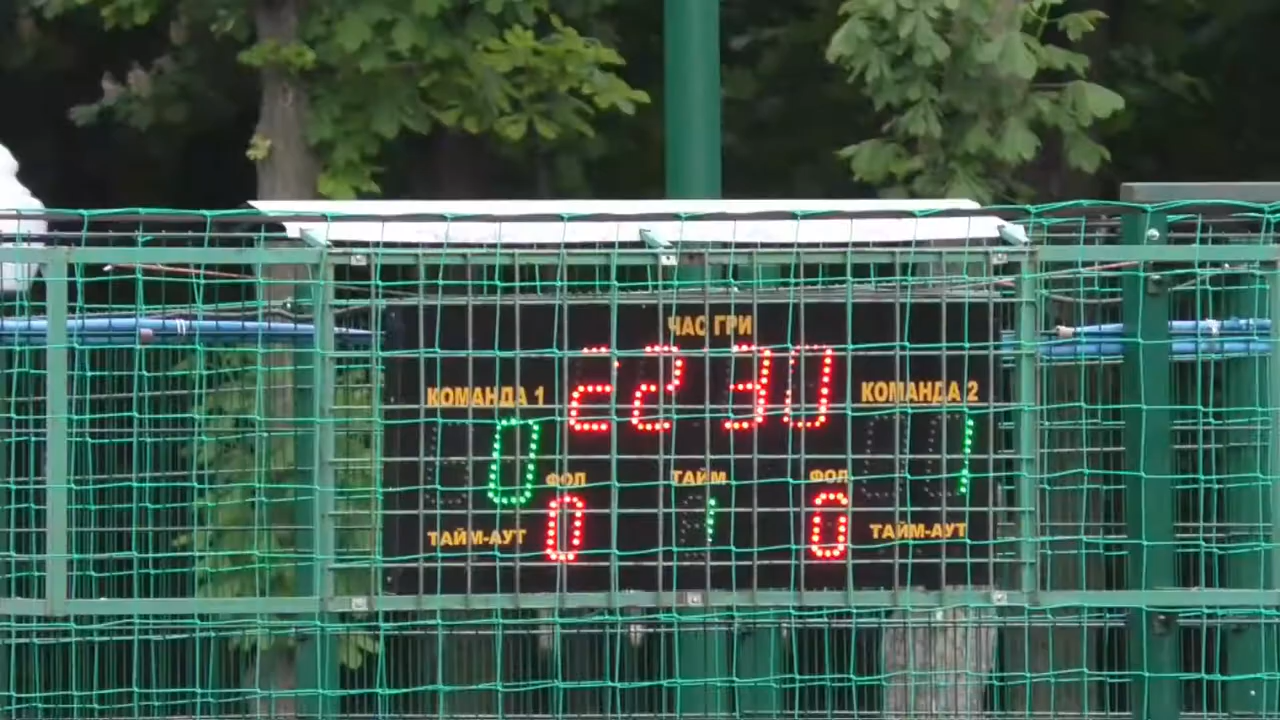 ЧАС ГРИ
22 30
КОМАНДА 1
КОМАНДА 2
0
1
ФОЛ
ТАЙМ
ФОЛ
0
1
0
ТАЙМ-АУТ
ТАЙМ-АУТ